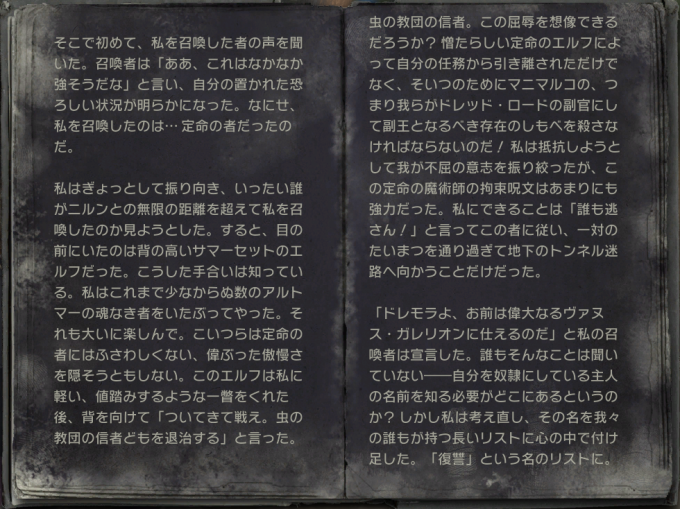 そこで初めて、私を召喚した者の声を聞
いた。召喚者は「ああ、これはなかなか
強そうだな」と言い、自分の置かれた恐
ろしい状況が明らかになった。なにせ、
私を召喚したのは… 定命の者だったの
だ。
私はぎょっとして振り向き、いったい誰
がニルンとの無限の距離を超えて私を召
喚したのか見ようとした。すると、目の
前にいたのは背の高いサマーセットのエ
ルフだった。こうした手合いは知ってい
る。私はこれまで少なからぬ数のアルト
マーの魂なき者をいたぶってやった。そ
れも大いに楽しんで。こいつらは定命の
者にはふさわしくない、偉ぶった傲慢さ
を隠そうともしない。このエルフは私に
軽い、値踏みするような一瞥をくれた
後、背を向けて「ついてきて戦え。虫の
教団の信者どもを退治する」と言った。
虫の教団の信者。この屈辱を想像できる
だろうか? 憎たらしい定命のエルフによ
って自分の任務から引き離されただけで
なく、そいつのためにマニマルコの、つ
まり我らがドレッド・ロードの副官にし
て副王となるべき存在のしもべを殺さな
ければならないのだ! 私は抵抗しようと
して我が不屈の意志を振り絞ったが、こ
の定命の魔術師の拘束呪文はあまりにも
強力だった。私にできることは「誰も逃
さん!」と言ってこの者に従い、一対の
たいまつを通り過ぎて地下のトンネル迷
路へ向かうことだけだった。
「ドレモラよ、お前は偉大なるヴァヌ
ス・ガレリオンに仕えるのだ」と私の召
喚者は宣言した。誰もそんなことは聞い
ていない──自分を奴隷にしている主人
の名前を知る必要がどこにあるというの
か? しかし私は考え直し、その名を我々
の誰もが持つ長いリストに心の中で付け
足した。「復讐」という名のリストに。